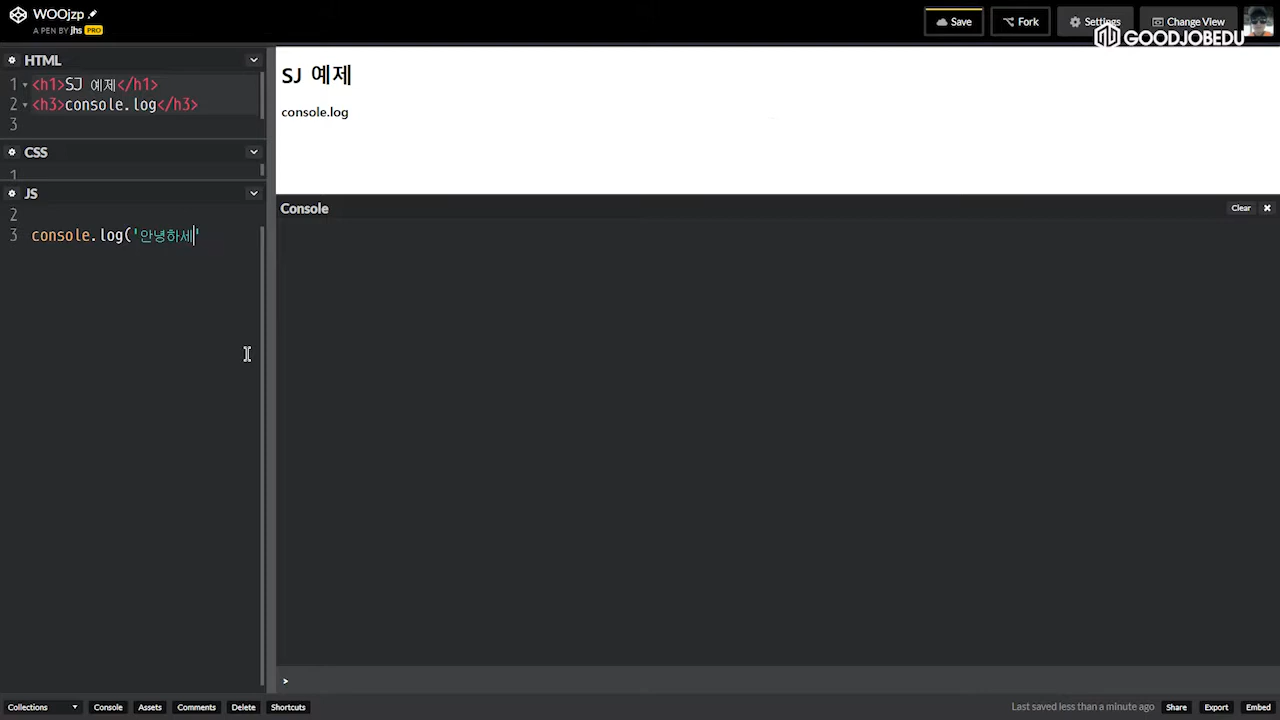 WOOjzp
A PEN BY jhs PRO
Save
Fork
Settings
Change View
GOODJOBEDU
HTML
1 <h1>SJ 예제</h1>
2 <h3>console.log</h3>
3
CSS
1
JS
2
3 console.log('안녕하세'
SJ 예제
console.log
Console
Clear
>
Collections
Console
Assets
Comments
Delete
Shortcuts
Last saved less than a minute ago
Share
Export
Embed